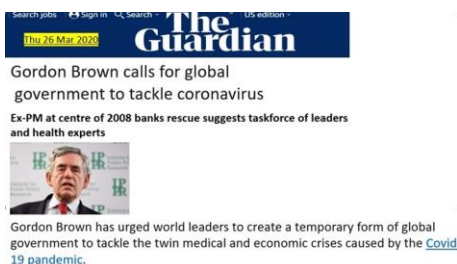 Search jobs Sign in Search US edition
The
Guardian
Thu 26 Mar 2020
Gordon Brown calls for global
government to tackle coronavirus
Ex-PM at centre of 2008 banks rescue suggests taskforce of leaders
and health experts
IPPR
Gordon Brown has urged world leaders to create a temporary form of global
government to tackle the twin medical and economic crises caused by the Covid
19 pandemic.